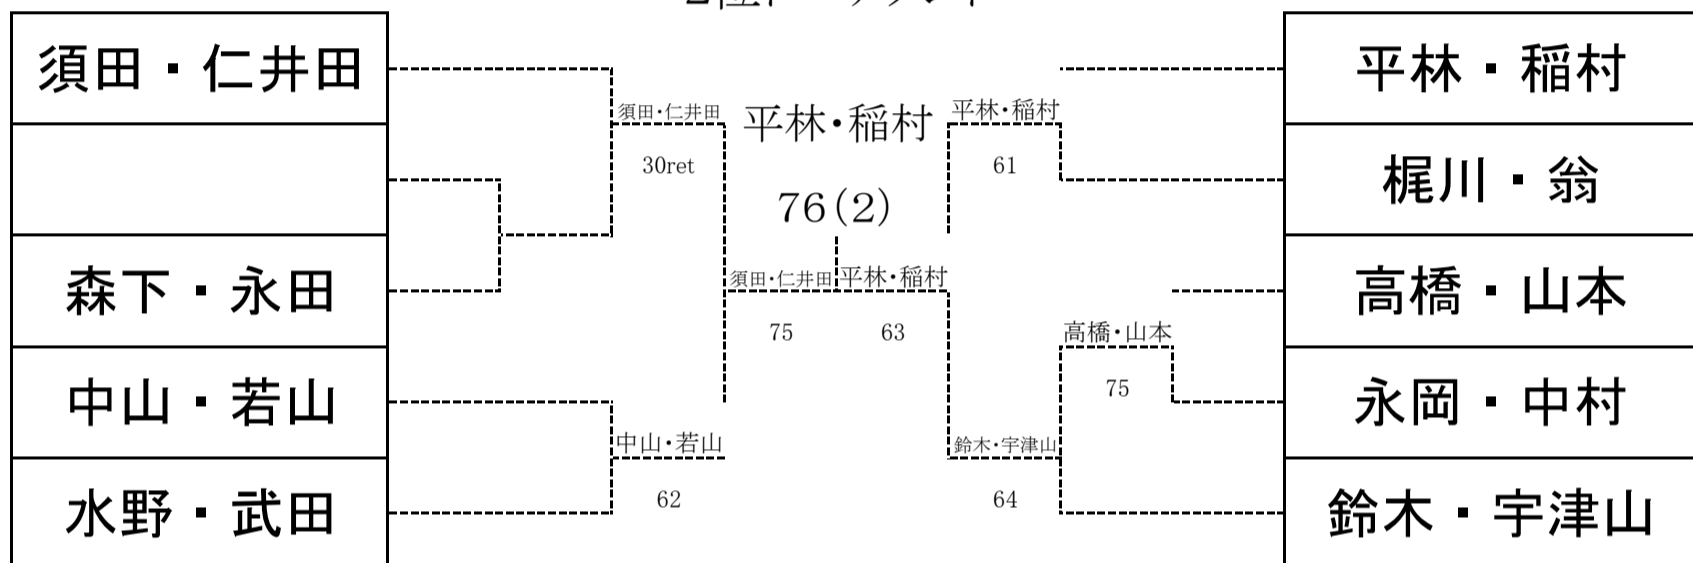 須田・仁井田
森下・永田
中山・若山
水野・武田
須田・仁井田
30ret
中山・若山
62
平林・稲村
76(2)
須田・仁井田
75
平林・稲村
63
平林・稲村
61
高橋・山本
75
鈴木・宇津山
64
平林・稲村
梶川・翁
高橋・山本
永岡・中村
鈴木・宇津山